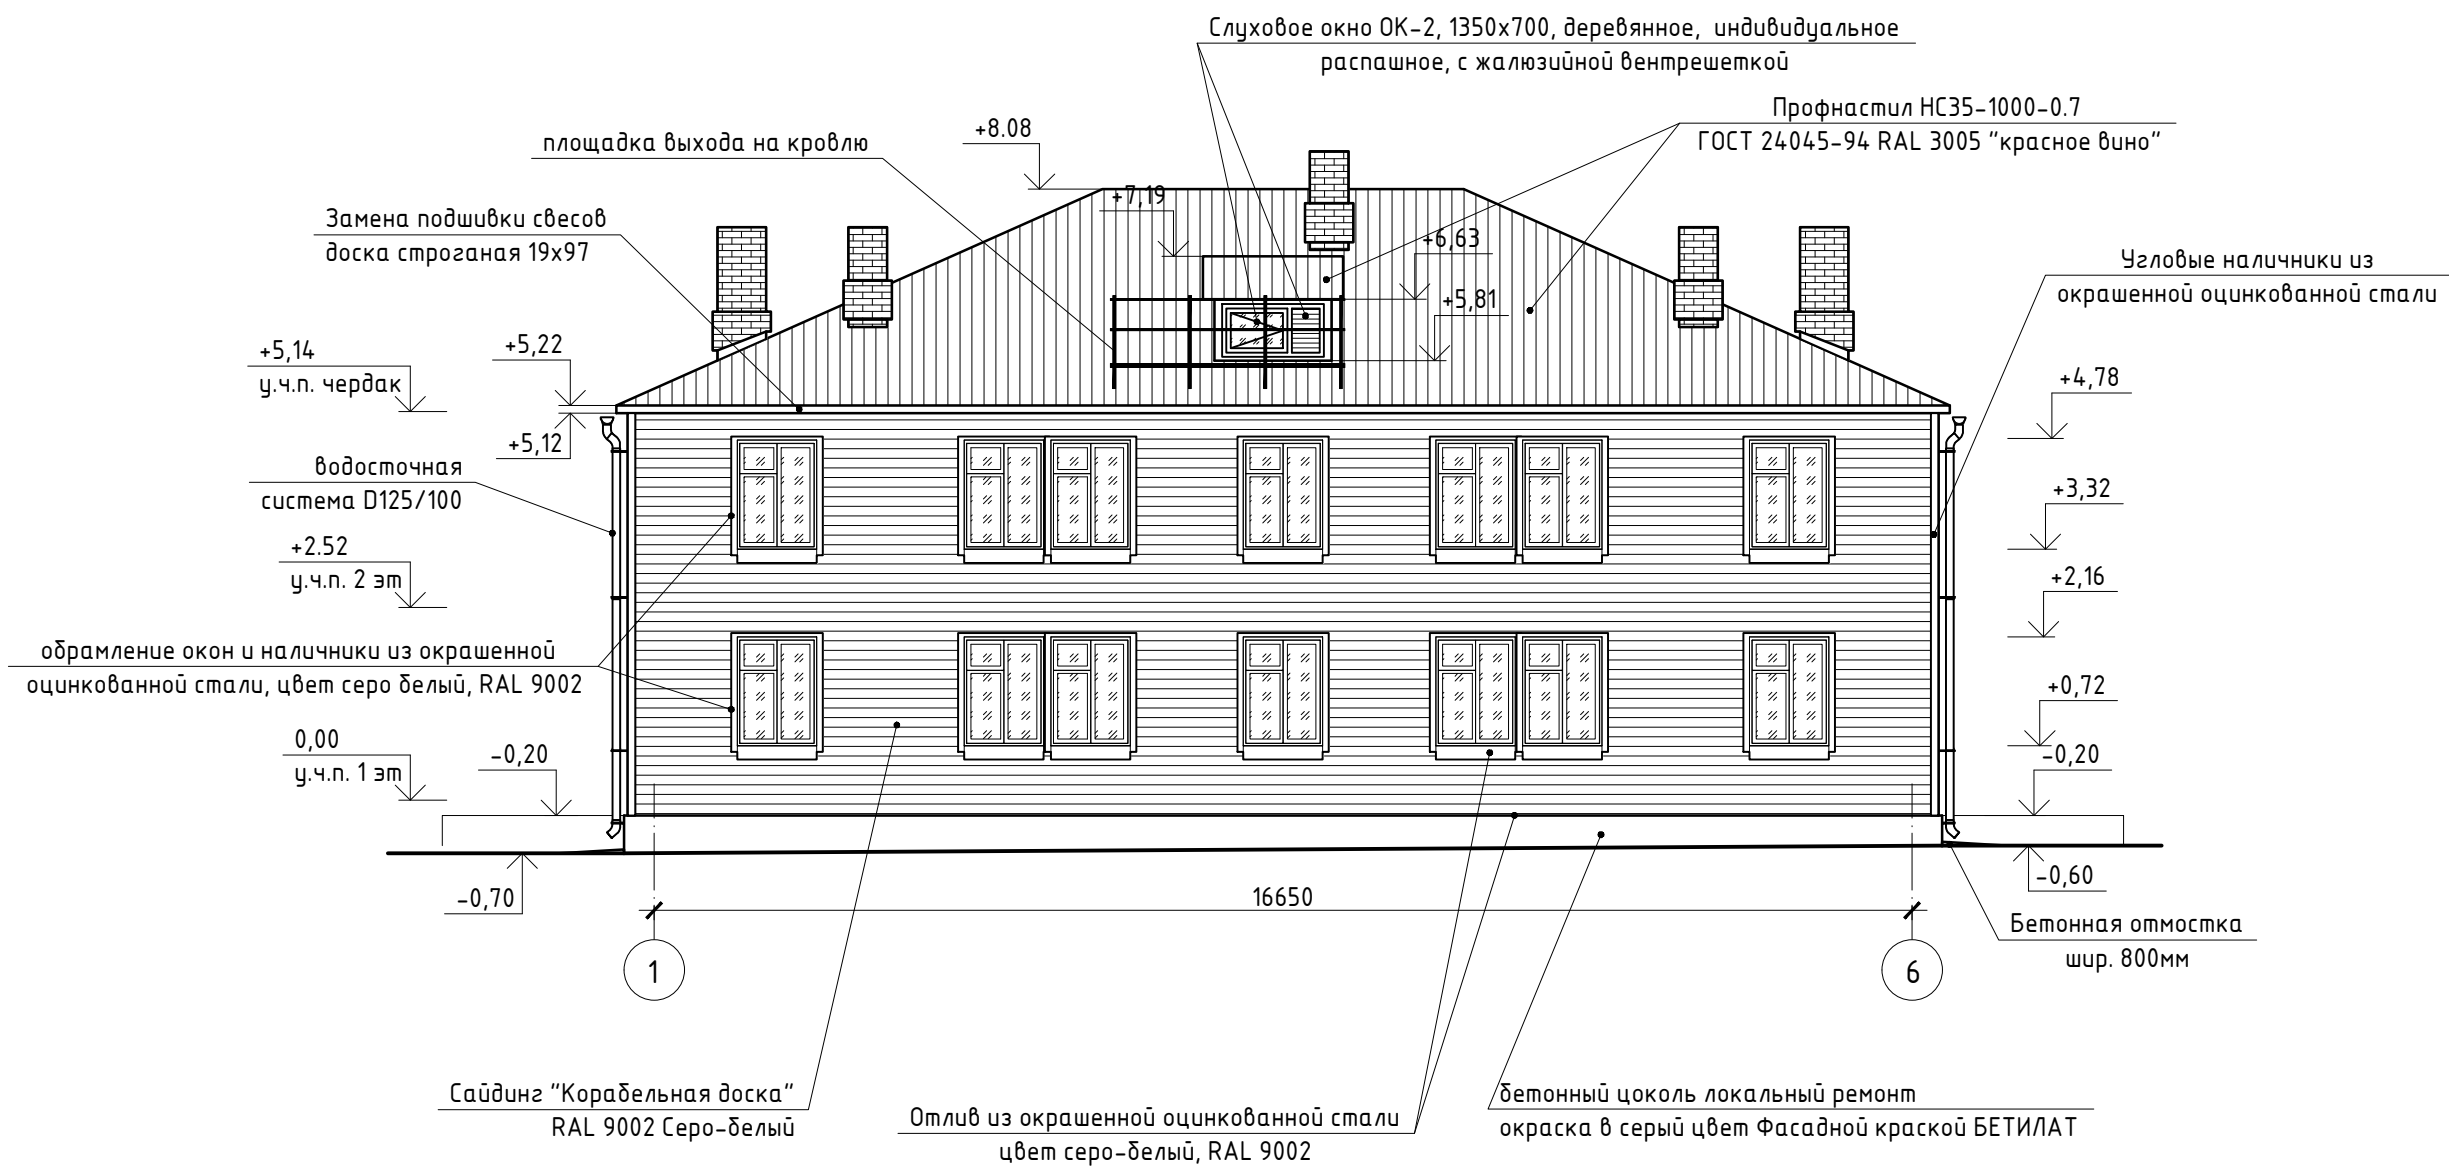 Слуховое окно ОК-2, 1350х700, деревянное, индивидуальное
распашное, с жалюзийной вентрешеткой
Профнастил НС35-1000-0.7
ГОСТ 24045-94 RAL 3005 "красное вино"
+8.08
площадка выхода на кровлю
+7,19
Замена подшивки свесов
доска строганая 19х97
+6,63
Угловые наличники из
окрашенной оцинкованной стали
+5,81
+5,14
у.ч.п. чердак
+5,22
+4,78
+5,12
водосточная
система D125/100
+3,32
+2.52
у.ч.п. 2 эт
+2,16
обрамление окон и наличники из окрашенной
оцинкованной стали, цвет серо белый, RAL 9002
+0,72
0,00
у.ч.п. 1 эт
-0,20
-0,20
-0,70
-0,60
16650
Бетонная отмостка
шир. 800мм
1
6
Сайдинг "Корабельная доска"
RAL 9002 Серо-белый
Отлив из окрашенной оцинкованной стали
цвет серо-белый, RAL 9002
бетонный цоколь локальный ремонт
окраска в серый цвет Фасадной краской БЕТИЛАТ